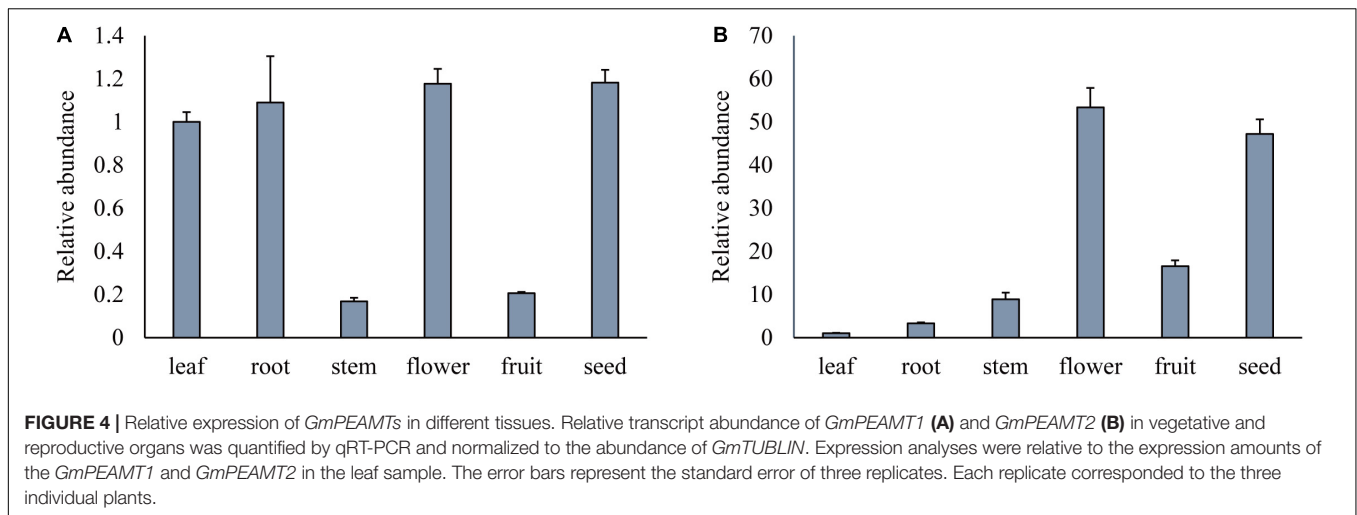 A
1.4
1.2
1
0.8
0.6
0.4
0.2
0
Relative abundance
leaf root stem flower fruit seed
B
70
60
50
40
30
20
10
0
Relative abundance
leaf root stem flower fruit seed
FIGURE 4 | Relative expression of GmPEAMTs in different tissues. Relative transcript abundance of GmPEAMT1 (A) and GmPEAMT2 (B) in vegetative and
reproductive organs was quantified by qRT-PCR and normalized to the abundance of GmTUBLIN. Expression analyses were relative to the expression amounts of
the GmPEAMT1 and GmPEAMT2 in the leaf sample. The error bars represent the standard error of three replicates. Each replicate corresponded to the three
individual plants.